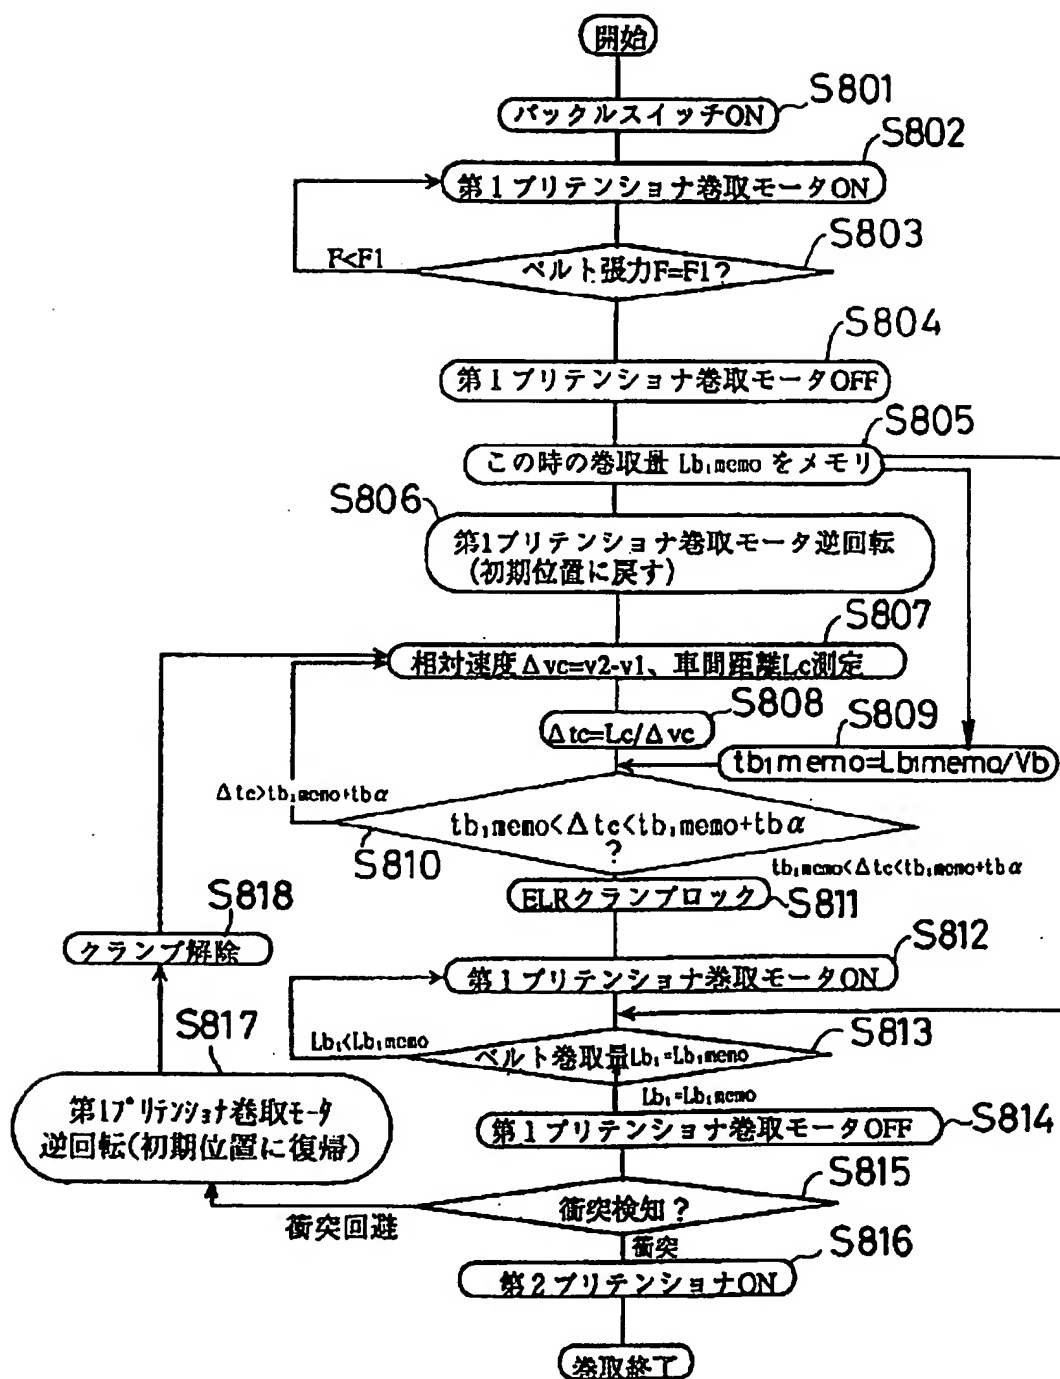 開始
S801
バックルスイッチON
S802
第1プリテンショナ巻取モータON
S803
F<F1
ベルト張力F=F1?
S804
第1プリテンショナ巻取モータOFF
S805
この時の巻取量 Lb₁memo をメモリ
S806
第1プリテンショナ巻取モータ逆回転
(初期位置に戻す)
S807
相対速度Δvc=v2-v1、車間距離Lc測定
S808
Δtc=Lc/Δvc
S809
tb₁memo=Lb₁memo/Vb
Δtc>tb₁memo+tbα
tb₁memo<Δtc<tb₁memo+tbα
?
S810
tb₁memo<Δtc<tb₁memo+tbα
ELRクランプロック
S811
S818
クランプ解除
S812
第1プリテンショナ巻取モータON
S817
Lb₁<Lb₁memo
S813
ベルト巻取量Lb₁=Lb₁memo
Lb₁=Lb₁memo
第1プリテンショナ巻取モータ
逆回転(初期位置に復帰)
第1プリテンショナ巻取モータOFF
S814
S815
衝突検知?
衝突回避
衝突
S816
第2プリテンショナON
巻取終了